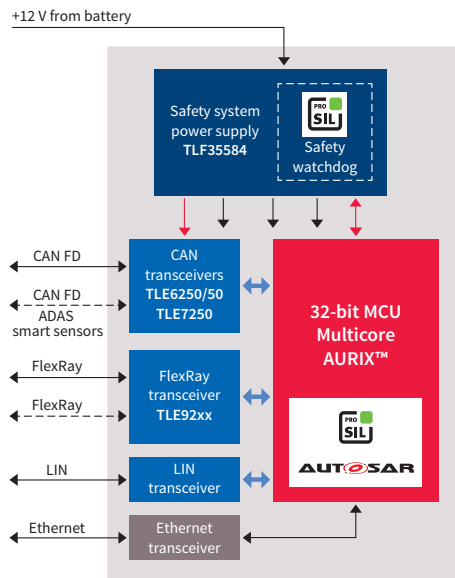 +12 V from battery
Safety system
power supply
TLF35584
PRO
SIL
Safety
watchdog
CAN FD
CAN FD
ADAS
smart sensors
CAN
transceivers
TLE6250/50
TLE7250
32-bit MCU
Multicore
AURIX™
FlexRay
FlexRay
FlexRay
transceiver
TLE92xx
PRO
SIL
AUTOSAR
LIN
LIN
transceiver
Ethernet
Ethernet
transceiver